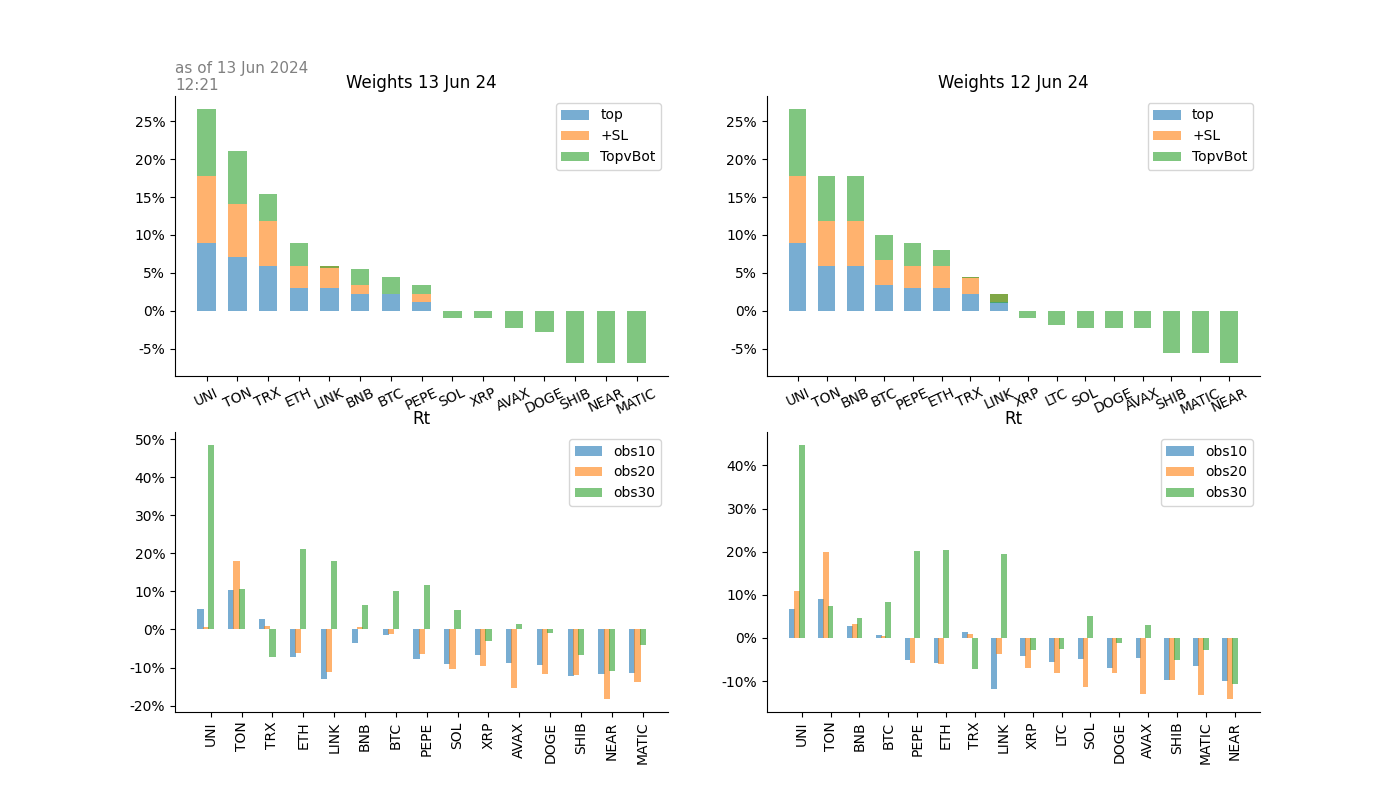 as of 13 Jun 2024
12:21
Weights 13 Jun 24
25%
20%
15%
10%
5%
0%
-5%
top
+SL
TopvBot
UNI TON TRX ETH LINK BNB BTC PEPE SOL XRP AVAX DOGE SHIB NEAR MATIC
Weights 12 Jun 24
25%
20%
15%
10%
5%
0%
-5%
top
+SL
TopvBot
UNI TON BNB BTC PEPE ETH TRX LINK XRP LTC SOL DOGE AVAX SHIB MATIC NEAR
Rt
50%
40%
30%
20%
10%
0%
-10%
-20%
obs10
obs20
obs30
UNI TON TRX ETH LINK BNB BTC PEPE SOL XRP AVAX DOGE SHIB NEAR MATIC
Rt
40%
30%
20%
10%
0%
-10%
obs10
obs20
obs30
UNI TON BNB BTC PEPE ETH TRX LINK XRP LTC SOL DOGE AVAX SHIB MATIC NEAR